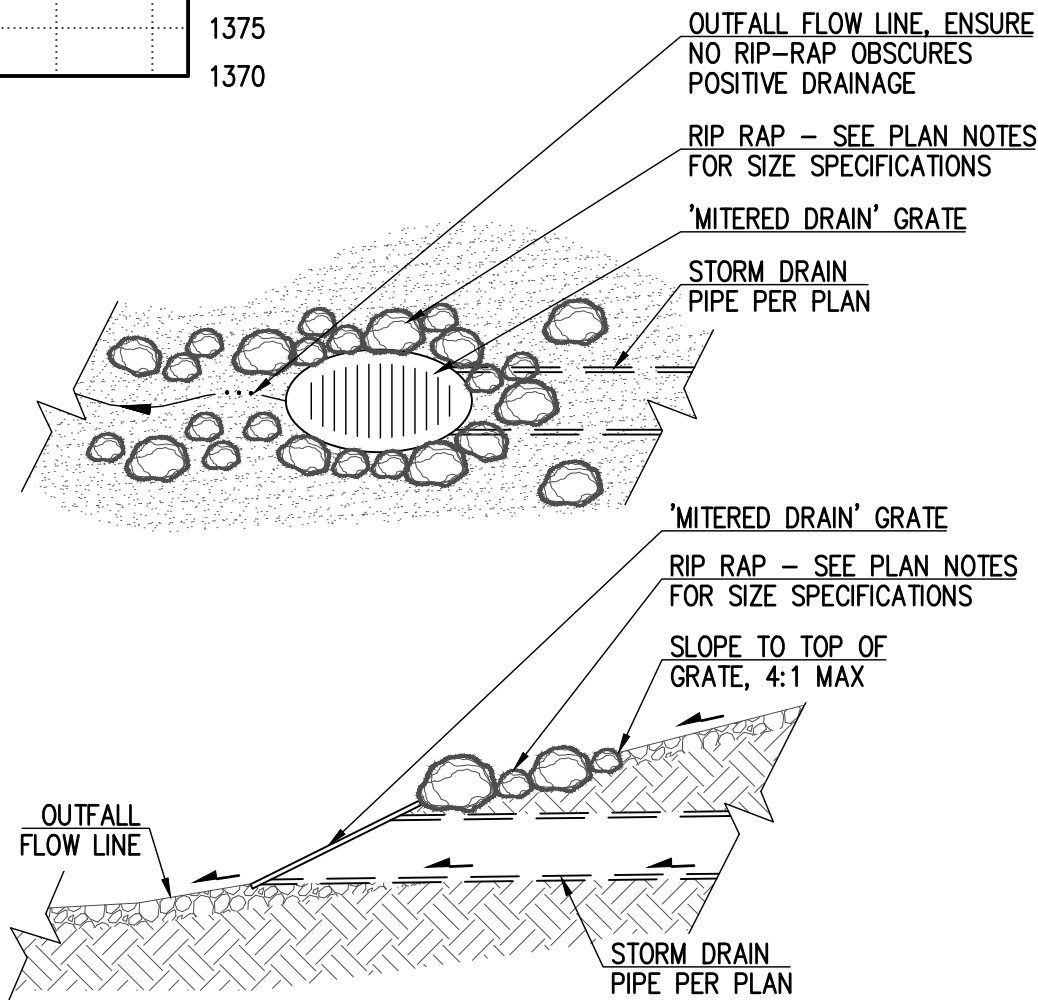 1375
1370
OUTFALL FLOW LINE, ENSURE
NO RIP-RAP OBSCURES
POSITIVE DRAINAGE
RIP RAP – SEE PLAN NOTES
FOR SIZE SPECIFICATIONS
'MITERED DRAIN' GRATE
STORM DRAIN
PIPE PER PLAN
'MITERED DRAIN' GRATE
RIP RAP – SEE PLAN NOTES
FOR SIZE SPECIFICATIONS
SLOPE TO TOP OF
GRATE, 4:1 MAX
OUTFALL
FLOW LINE
STORM DRAIN
PIPE PER PLAN